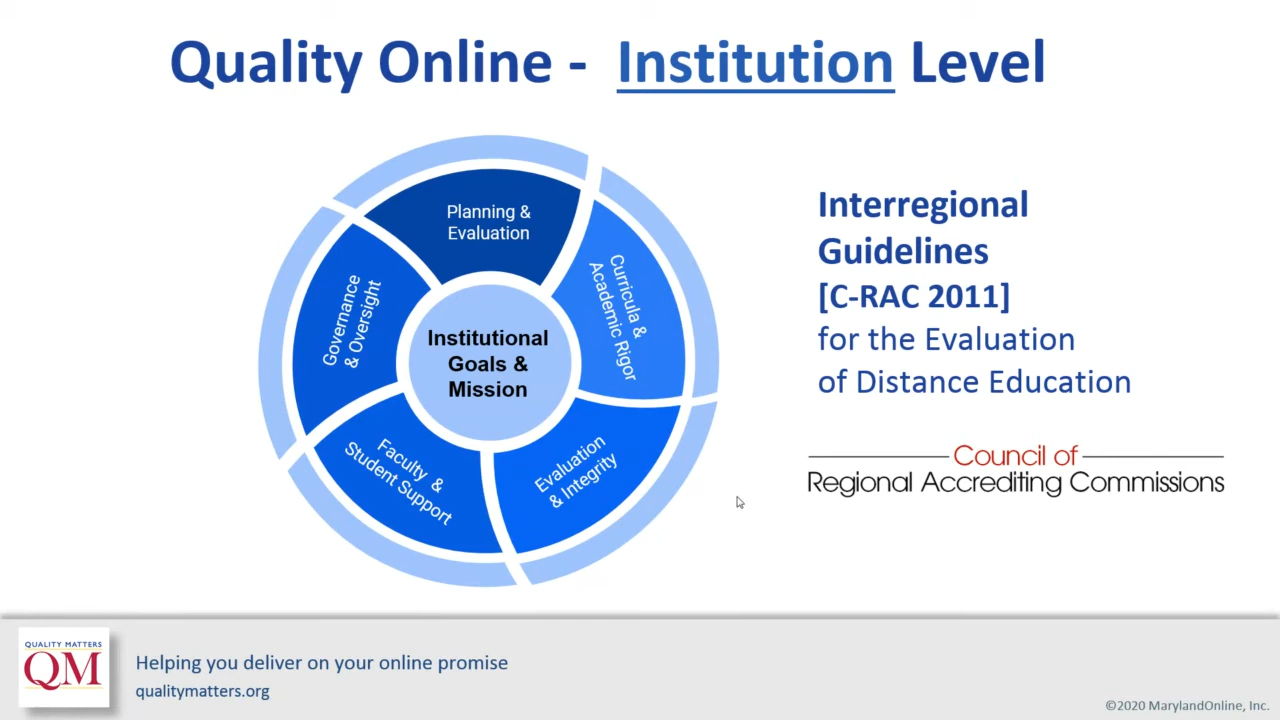 Quality Online - Institution Level
Planning &
Evaluation
Curricula &
Academic Rigor
Evaluation
& Integrity
Faculty &
Student Support
Governance
& Oversight
Institutional
Goals &
Mission
Interregional
Guidelines
[C-RAC 2011]
for the Evaluation
of Distance Education
Council of
Regional Accrediting Commissions
QUALITY MATTERS
QM
Helping you deliver on your online promise
qualitymatters.org
©2020 MarylandOnline, Inc.